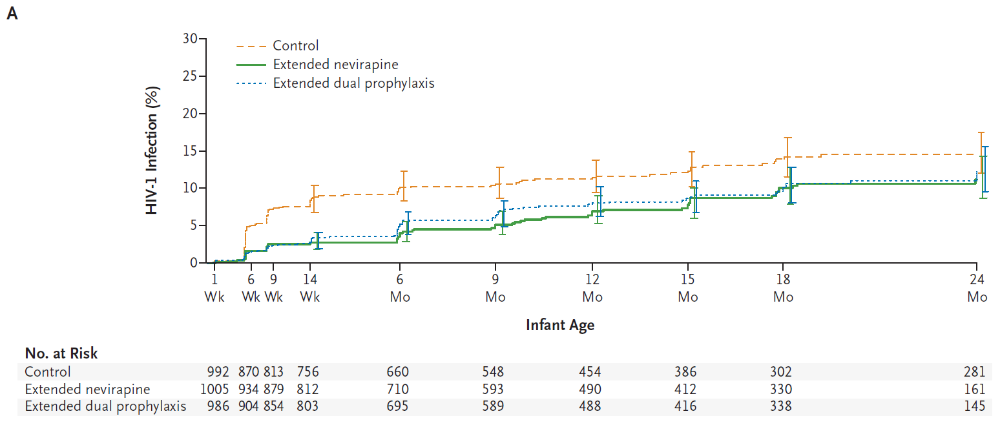 A
30
Control
Extended nevirapine
25
Extended dual prophylaxis
20
15
10
5
0
HIV-1 Infection (%)
1 6 9 14 6 9 12 15 18 24
Wk Wk Wk Wk Mo Mo Mo Mo Mo Mo
Infant Age
No. at Risk
Control 992 870 813 756 660 548 454 386 302 281
Extended nevirapine 1005 934 879 812 710 593 490 412 330 161
Extended dual prophylaxis 986 904 854 803 695 589 488 416 338 145